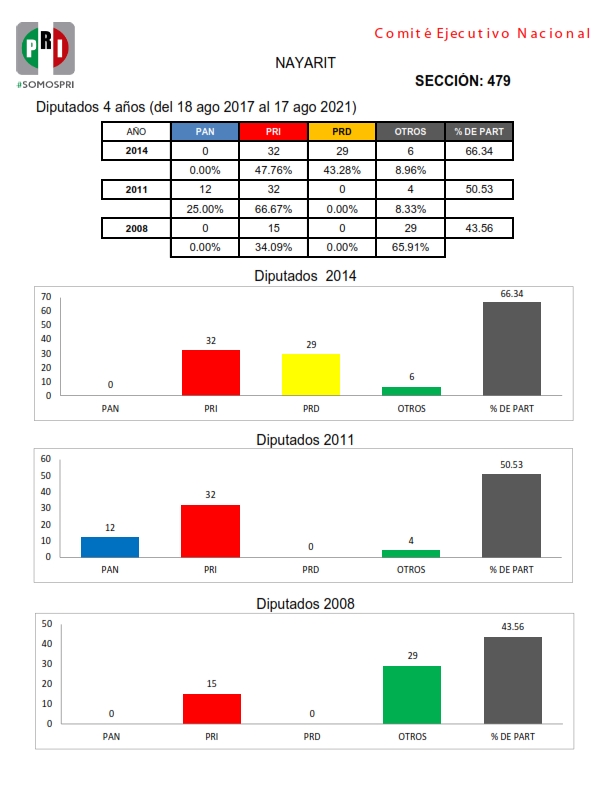 Comité Ejecutivo Nacional
PRI
#SOMOSPRI
NAYARIT
SECCIÓN: 479
Diputados 4 años (del 18 ago 2017 al 17 ago 2021)
AÑO PAN PRI PRD OTROS % DE PART
2014 0 32 29 6 66.34
0.00% 47.76% 43.28% 8.96%
2011 12 32 0 4 50.53
25.00% 66.67% 0.00% 8.33%
2008 0 15 0 29 43.56
0.00% 34.09% 0.00% 65.91%
Diputados 2014
70
60
50
40
30
20
10
0
0 32 29 6 66.34
PAN PRI PRD OTROS % DE PART
Diputados 2011
60
50
40
30
20
10
0
12 32 0 4 50.53
PAN PRI PRD OTROS % DE PART
Diputados 2008
50
40
30
20
10
0
0 15 0 29 43.56
PAN PRI PRD OTROS % DE PART